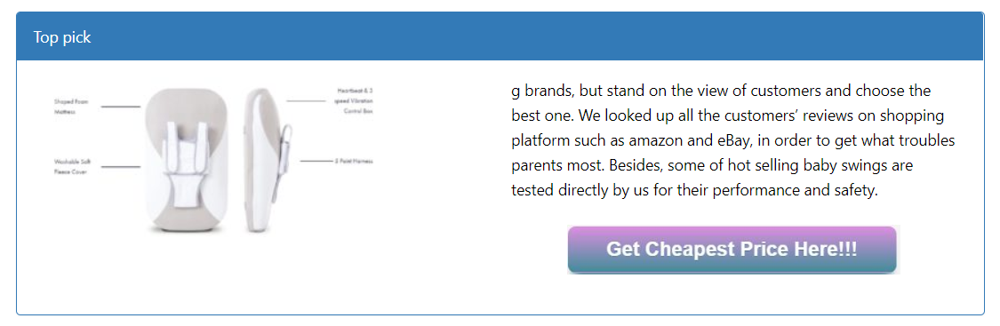 Top pick
Shaped Foam
Mattress
Washable Soft
Fleece Cover
Heartbeat & 3
speed Vibration
Control Box
5 Point Harness
g brands, but stand on the view of customers and choose the
best one. We looked up all the customers’ reviews on shopping
platform such as amazon and eBay, in order to get what troubles
parents most. Besides, some of hot selling baby swings are
tested directly by us for their performance and safety.
Get Cheapest Price Here!!!